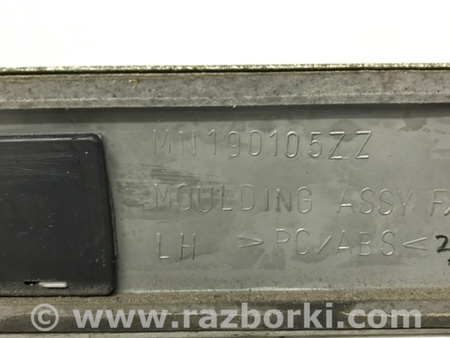 MN190105ZZ
MOULDING ASSY
LH >PC/ABS<
www.razborki.com